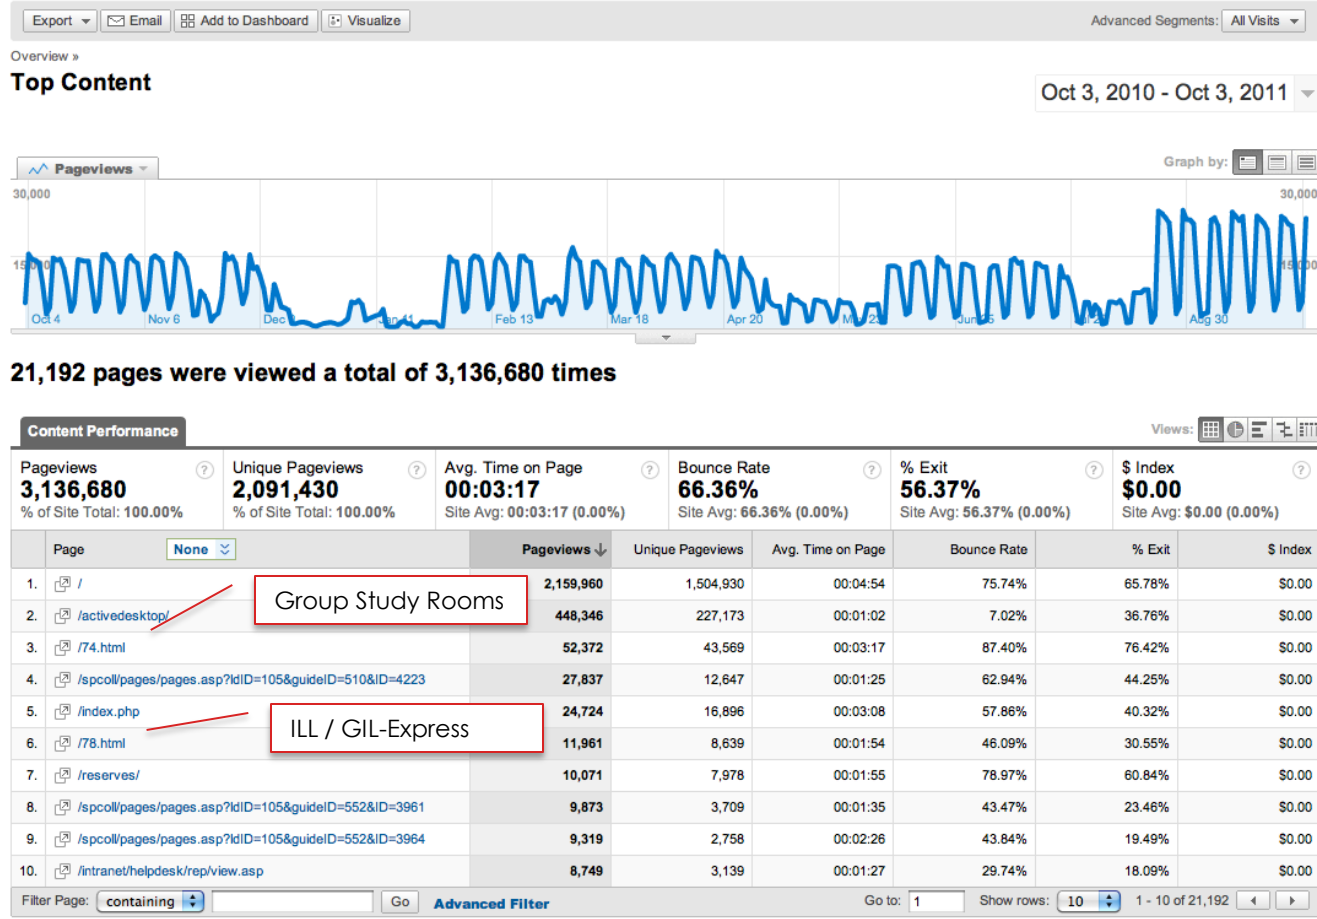 Export Email Add to Dashboard Visualize Advanced Segments: All Visits
Overview »
Top Content
Oct 3, 2010 - Oct 3, 2011
Graph by:
Pageviews
30,000 30,000
15,000 15,000
Oct 4 Nov 6 Dec Jan 11 Feb 13 Mar 18 Apr 20 May 23 Jun 25 Jul 2 Aug 30
21,192 pages were viewed a total of 3,136,680 times
Content Performance Views:
Pageviews Unique Pageviews Avg. Time on Page Bounce Rate % Exit $ Index
3,136,680 2,091,430 00:03:17 66.36% 56.37% $0.00
% of Site Total: 100.00% % of Site Total: 100.00% Site Avg: 00:03:17 (0.00%) Site Avg: 66.36% (0.00%) Site Avg: 56.37% (0.00%) Site Avg: $0.00 (0.00%)
Page None Pageviews Unique Pageviews Avg. Time on Page Bounce Rate % Exit $ Index
1. / 2,159,960 1,504,930 00:04:54 75.74% 65.78% $0.00
Group Study Rooms
2. /activedesktop/ 448,346 227,173 00:01:02 7.02% 36.76% $0.00
3. /74.html 52,372 43,569 00:03:17 87.40% 76.42% $0.00
4. /spcoll/pages/pages.asp?ldID=105&guideID=510&ID=4223 27,837 12,647 00:01:25 62.94% 44.25% $0.00
5. /index.php 24,724 16,896 00:03:08 57.86% 40.32% $0.00
ILL / GIL-Express
6. /78.html 11,961 8,639 00:01:54 46.09% 30.55% $0.00
7. /reserves/ 10,071 7,978 00:01:55 78.97% 60.84% $0.00
8. /spcoll/pages/pages.asp?ldID=105&guideID=552&ID=3961 9,873 3,709 00:01:35 43.47% 23.46% $0.00
9. /spcoll/pages/pages.asp?ldID=105&guideID=552&ID=3964 9,319 2,758 00:02:26 43.84% 19.49% $0.00
10. /intranet/helpdesk/rep/view.asp 8,749 3,139 00:01:27 29.74% 18.09% $0.00
Filter Page: containing Go Advanced Filter Go to: 1 Show rows: 10 1 - 10 of 21,192